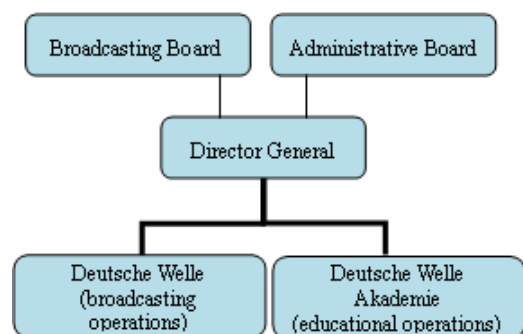 Broadcasting Board
Administrative Board
Director General
Deutsche Welle
(broadcasting
operations)
Deutsche Welle
Akademie
(educational operations)